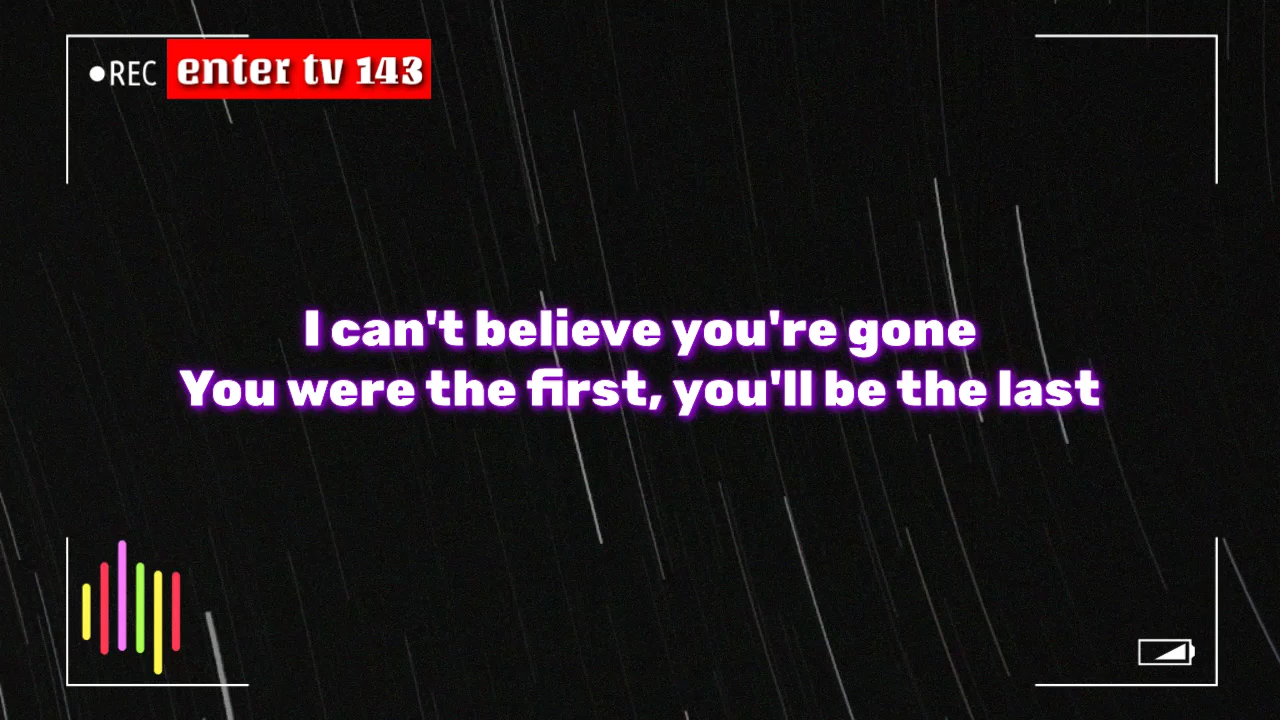 ●REC enter tv 143
I can't believe you're gone
You were the first, you'll be the last